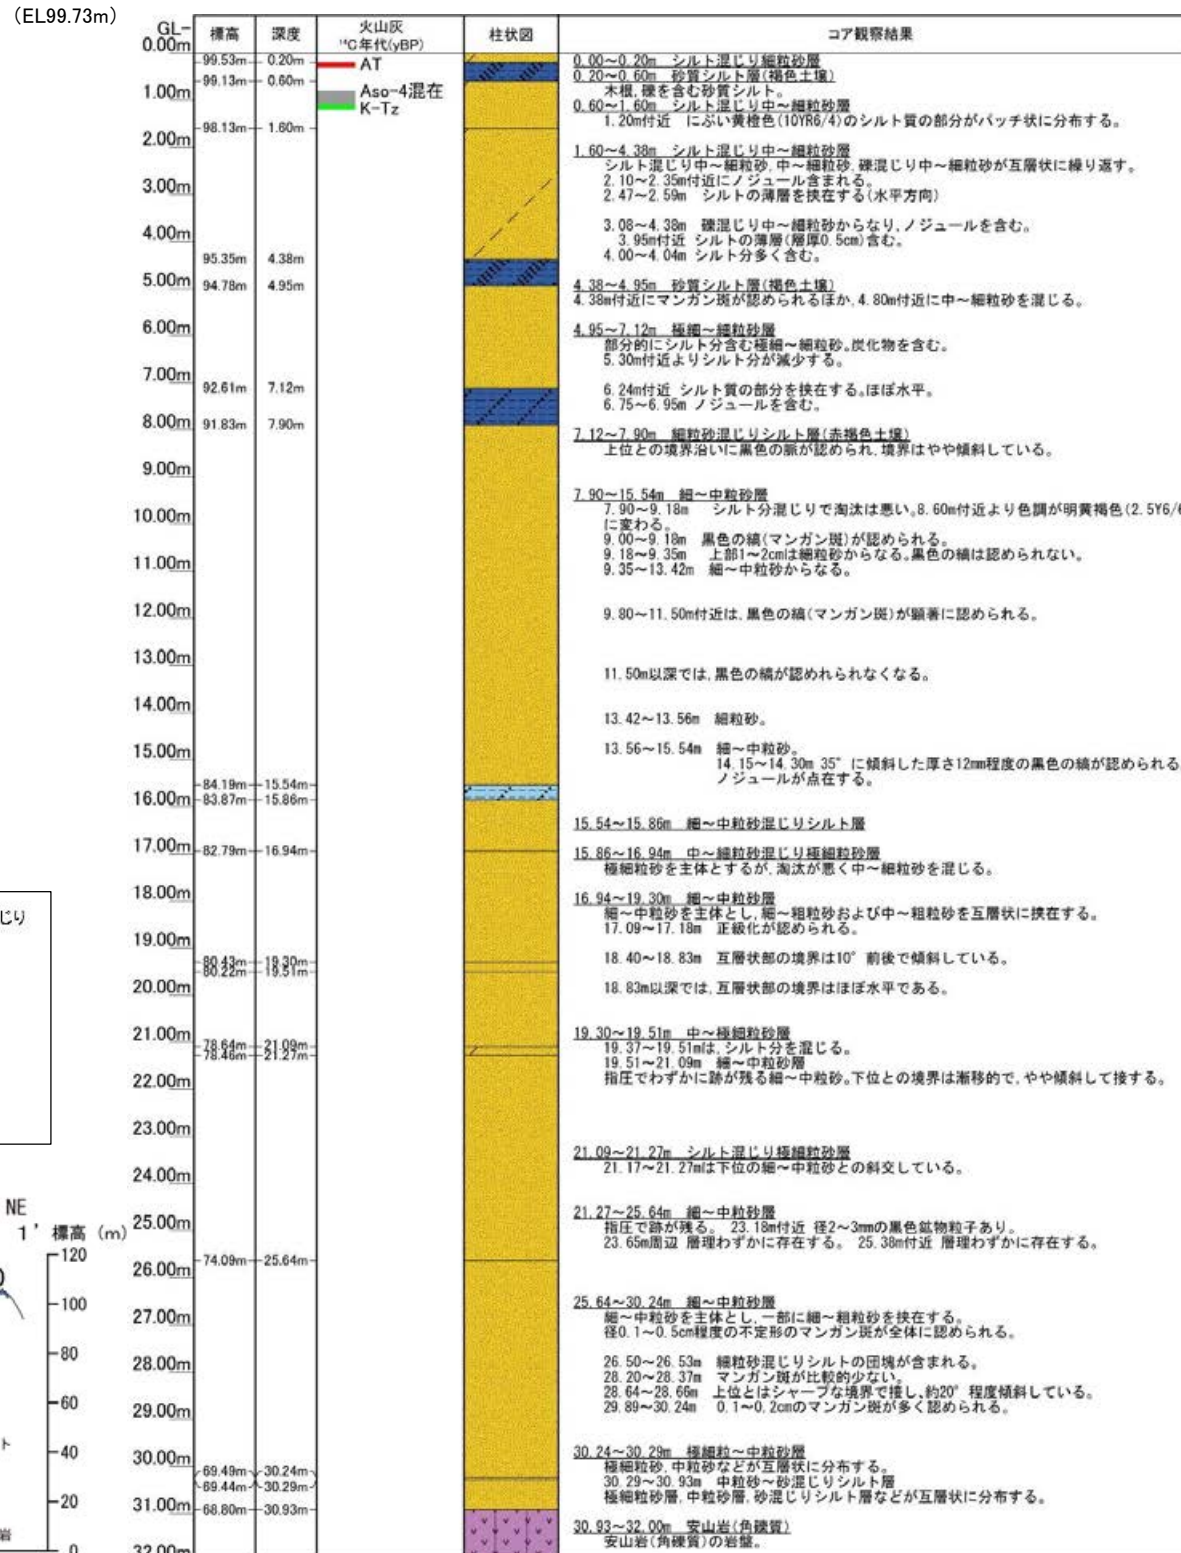 (EL99.73m)
GL-
0.00m
標高
深度
火山灰
¹⁴C年代(yBP)
柱状図
コア観察結果
1.00m
2.00m
3.00m
4.00m
5.00m
6.00m
7.00m
8.00m
9.00m
10.00m
11.00m
12.00m
13.00m
14.00m
15.00m
16.00m
17.00m
18.00m
19.00m
20.00m
21.00m
22.00m
23.00m
24.00m
25.00m
26.00m
27.00m
28.00m
29.00m
30.00m
31.00m
32.00m
99.53m 0.20m
99.13m 0.60m
98.13m 1.60m
95.35m 4.38m
94.78m 4.95m
92.61m 7.12m
91.83m 7.90m
84.19m 15.54m
83.87m 15.86m
82.79m 16.94m
80.43m 19.30m
80.22m 19.51m
78.64m 21.09m
78.46m 21.27m
74.09m 25.64m
69.49m 30.24m
69.44m 30.29m
68.80m 30.93m
AT
Aso-4混在
K-Tz
0.00～0.20m シルト混じり細粒砂層
0.20～0.60m 砂質シルト層(褐色土壌)
木根,礫を含む砂質シルト。
0.60～1.60m シルト混じり中～細粒砂層
1.20m付近 にぶい黄橙色(10YR6/4)のシルト質の部分がパッチ状に分布する。
1.60～4.38m シルト混じり中～細粒砂層
シルト混じり中～細粒砂,中～細粒砂,礫混じり中～細粒砂が互層状に繰り返す。
2.10～2.35m付近にノジュール含まれる。
2.47～2.59m シルトの薄層を挟在する(水平方向)
3.08～4.38m 礫混じり中～細粒砂からなり,ノジュールを含む。
3.95m付近 シルトの薄層(層厚0.5cm)含む。
4.00～4.04m シルト分多く含む。
4.38～4.95m 砂質シルト層(褐色土壌)
4.38m付近にマンガン斑が認められるほか,4.80m付近に中～細粒砂を混じる。
4.95～7.12m 極細～細粒砂層
部分的にシルト分含む極細～細粒砂。炭化物を含む。
5.30m付近よりシルト分が減少する。
6.24m付近 シルト質の部分を挟在する。ほぼ水平。
6.75～6.95m ノジュールを含む。
7.12～7.90m 細粒砂混じりシルト層(赤褐色土壌)
上位との境界沿いに黒色の脈が認められ,境界はやや傾斜している。
7.90～15.54m 細～中粒砂層
7.90～9.18m シルト分混じりで淘汰は悪い。8.60m付近より色調が明黄褐色(2.5Y6/6
に変わる。
9.00～9.18m 黒色の縞(マンガン斑)が認められる。
9.18～9.35m 上部1～2cmは細粒砂からなる。黒色の縞は認められない。
9.35～13.42m 細～中粒砂からなる。
9.80～11.50m付近は,黒色の縞(マンガン斑)が顕著に認められる。
11.50m以深では,黒色の縞が認めれられなくなる。
13.42～13.56m 細粒砂。
13.56～15.54m 細～中粒砂。
14.15～14.30m 35°に傾斜した厚さ12mm程度の黒色の縞が認められる
ノジュールが点在する。
15.54～15.86m 細～中粒砂混じりシルト層
15.86～16.94m 中～細粒砂混じり極細粒砂層
極細粒砂を主体とするが,淘汰が悪く中～細粒砂を混じる。
16.94～19.30m 細～中粒砂層
細～中粒砂を主体とし,細～粗粒砂および中～粗粒砂を互層状に挟在する。
17.09～17.18m 正級化が認められる。
18.40～18.83m 互層状部の境界は10°前後で傾斜している。
18.83m以深では,互層状部の境界はほぼ水平である。
19.30～19.51m 中～極細粒砂層
19.37～19.51mは,シルト分を混じる。
19.51～21.09m 細～中粒砂層
指圧でわずかに跡が残る細～中粒砂。下位との境界は漸移的で,やや傾斜して接する。
21.09～21.27m シルト混じり極細粒砂層
21.17～21.27mは下位の細～中粒砂との斜交している。
21.27～25.64m 細～中粒砂層
指圧で跡が残る。 23.18m付近 径2～3mmの黒色鉱物粒子あり。
23.65m周辺 層理わずかに存在する。 25.38m付近 層理わずかに存在する。
25.64～30.24m 細～中粒砂層
細～中粒砂を主体とし,一部に細～粗粒砂を挟在する。
径0.1～0.5cm程度の不定形のマンガン斑が全体に認められる。
26.50～26.53m 細粒砂混じりシルトの団塊が含まれる。
28.20～28.37m マンガン斑が比較的少ない。
28.64～28.66m 上位とはシャープな境界で接し,約20°程度傾斜している。
29.89～30.24m 0.1～0.2cmのマンガン斑が多く認められる。
30.24～30.29m 極細粒～中粒砂層
極細粒砂,中粒砂などが互層状に分布する。
30.29～30.93m 中粒砂～砂混じりシルト層
極細粒砂層,中粒砂層,砂混じりシルト層などが互層状に分布する。
30.93～32.00m 安山岩(角礫質)
安山岩(角礫質)の岩盤。
じり
NE
1' 標高 (m)
120
100
80
60
40
20
0
ト
岩